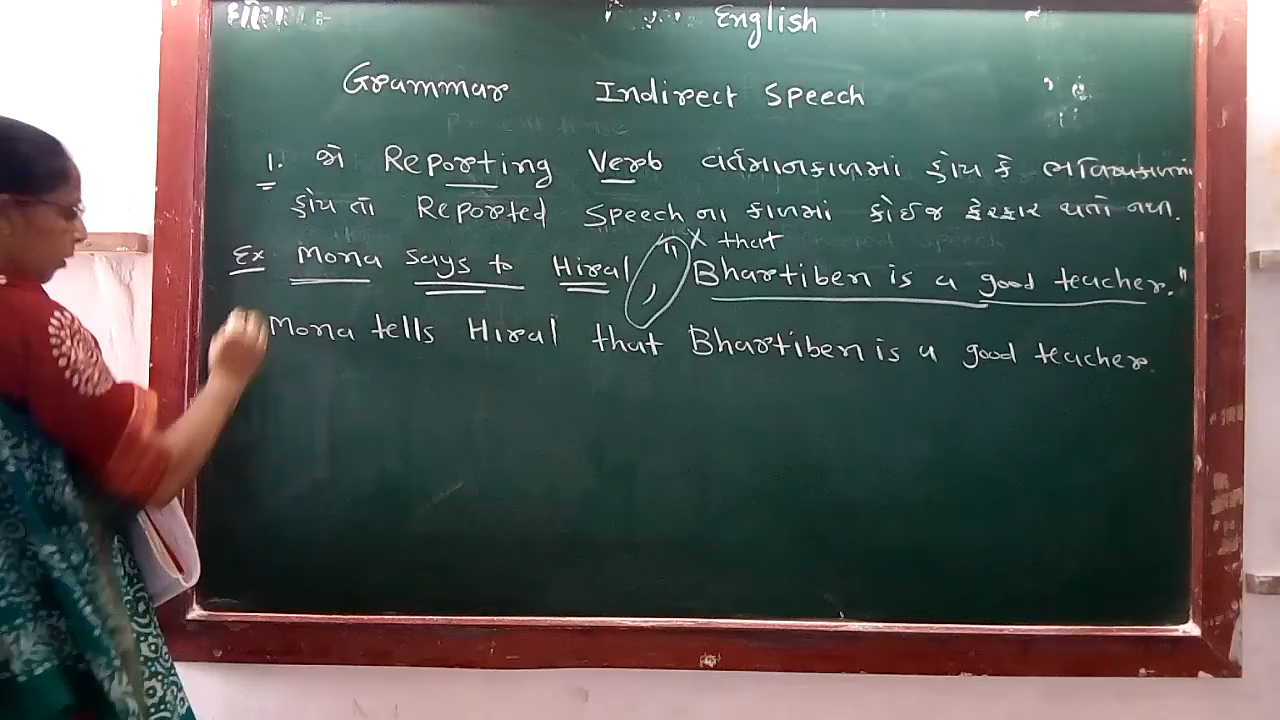 English
Grammar Indirect Speech
1. જો Reporting Verb વર્તમાનકાળમાં હોય કે ભવિષ્યકાળમાં
હોય તો Reported Speech ના કાળમાં કોઈજ ફેરફાર થતો નથી.
x that
Ex Mona says to Hiral , " Bhartiben is a good teacher."
Mona tells Hiral that Bhartiben is a good teacher.